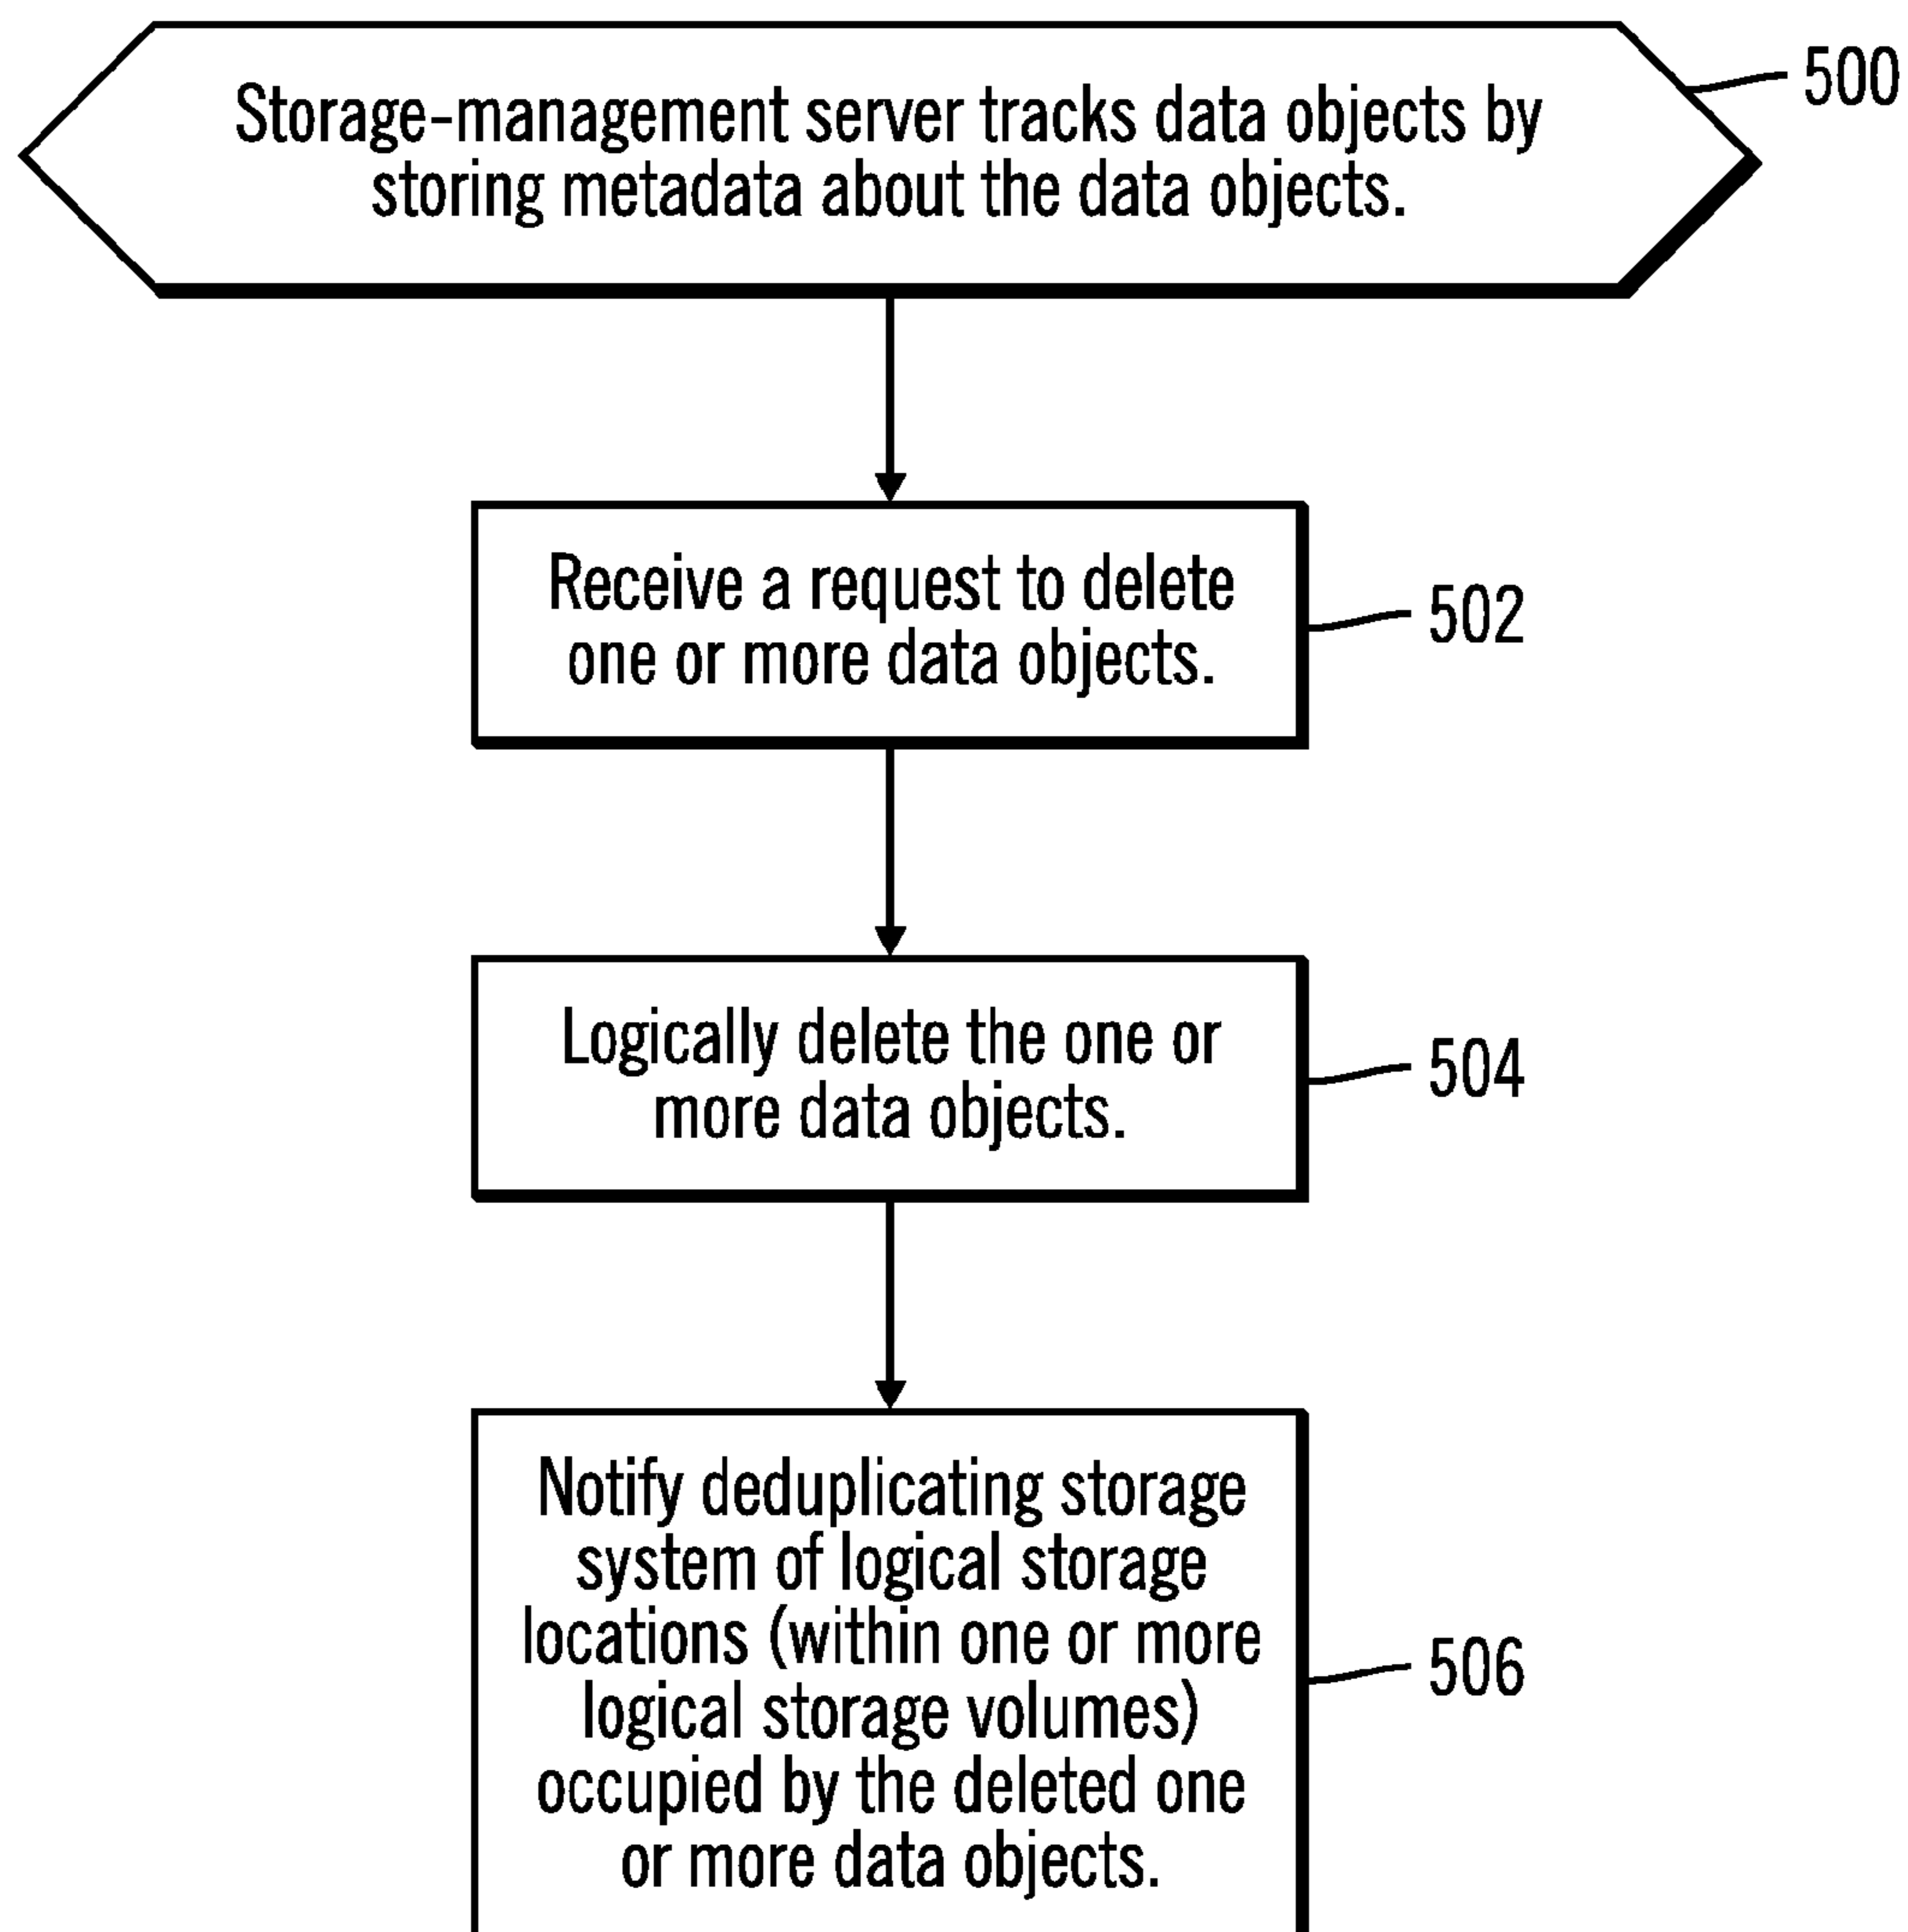 Storage-management server tracks data objects by
storing metadata about the data objects.
500
Receive a request to delete
one or more data objects.
502
Logically delete the one or
more data objects.
504
Notify deduplicating storage
system of logical storage
locations (within one or more
logical storage volumes)
occupied by the deleted one
or more data objects.
506